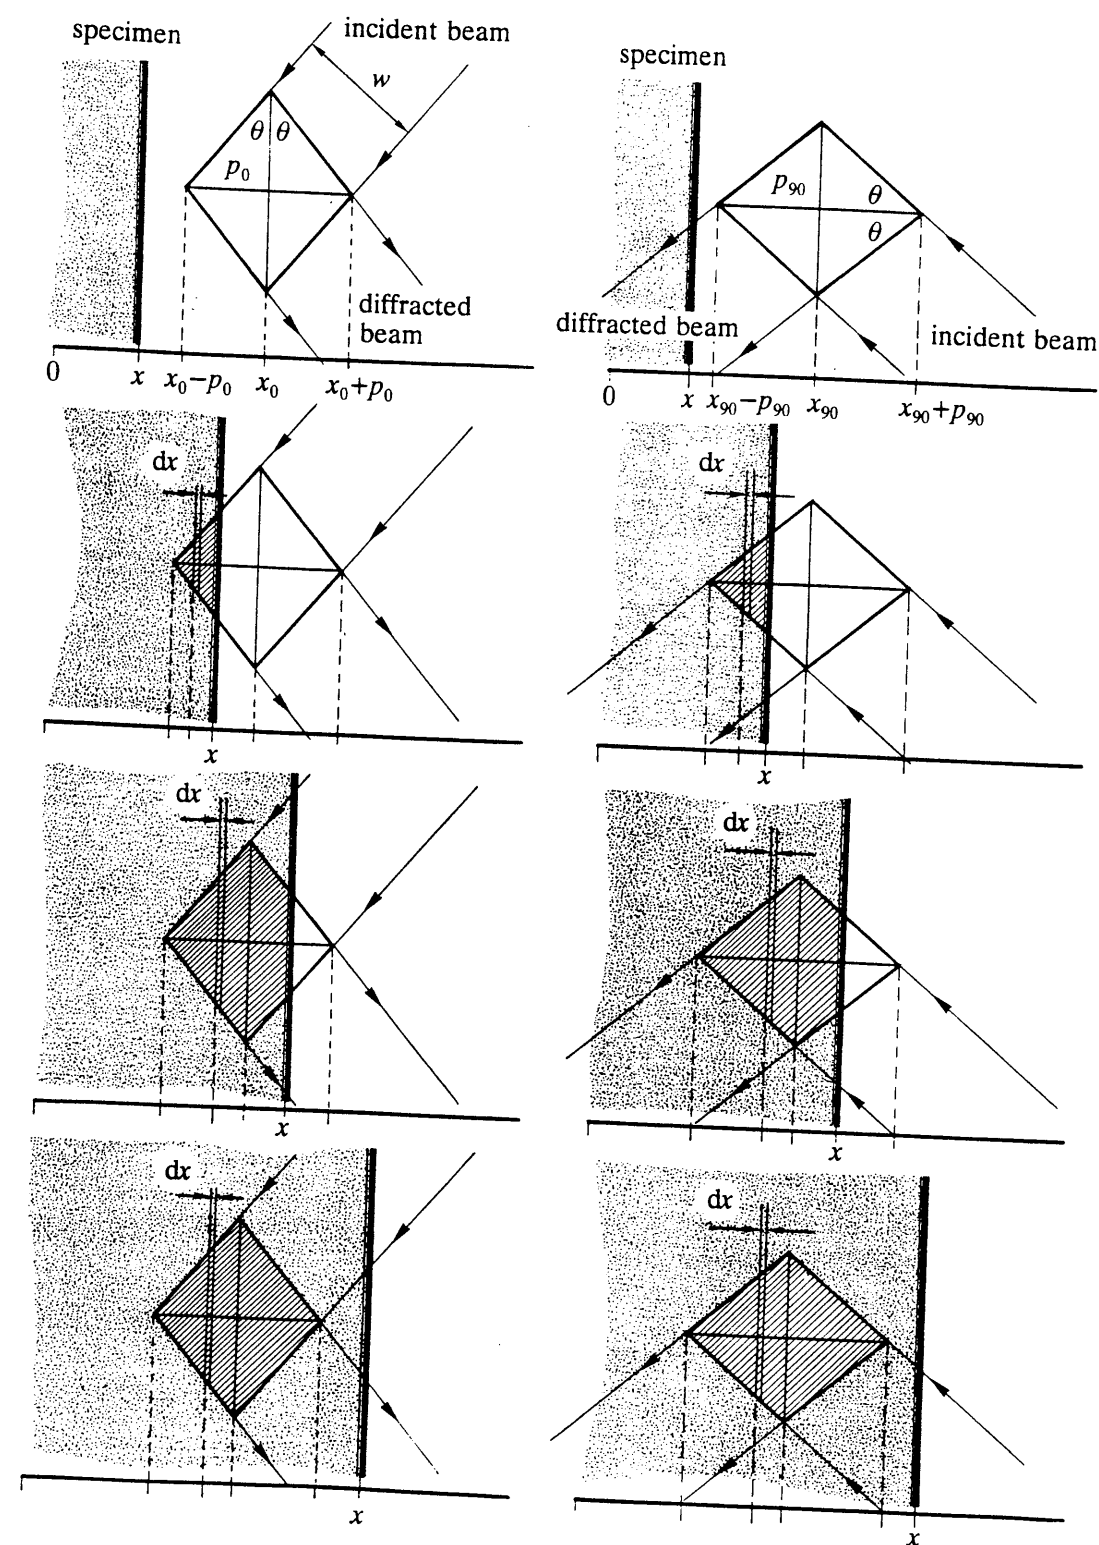 specimen
incident beam
w
θ θ
p₀
diffracted
beam
0 x x₀−p₀ x₀ x₀+p₀
specimen
p₉₀ θ
θ
diffracted beam
incident beam
0 x x₉₀−p₉₀ x₉₀ x₉₀+p₉₀
dx
x
dx
x
dx
x
dx
x
dx
x
dx
x